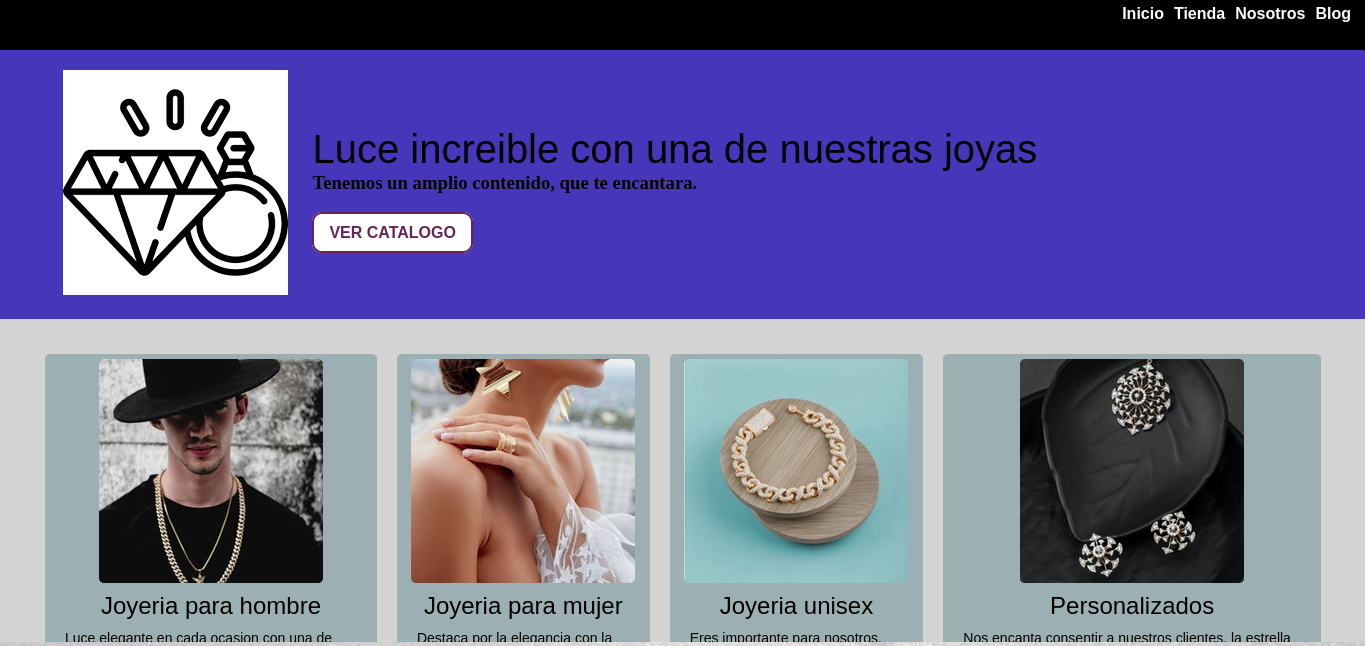 Inicio Tienda Nosotros Blog
Luce increible con una de nuestras joyas
Tenemos un amplio contenido, que te encantara.
VER CATALOGO
Joyeria para hombre
Luce elegante en cada ocasion con una de
Joyeria para mujer
Destaca por la elegancia con la
Joyeria unisex
Eres importante para nosotros,
Personalizados
Nos encanta consentir a nuestros clientes, la estrella